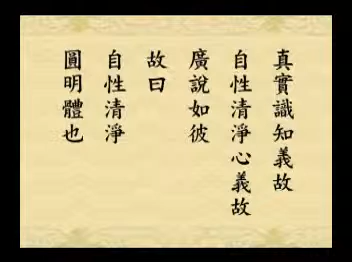 真實識知義故
自性清淨心義故
廣說如彼
故曰
自性清淨
圓明體也